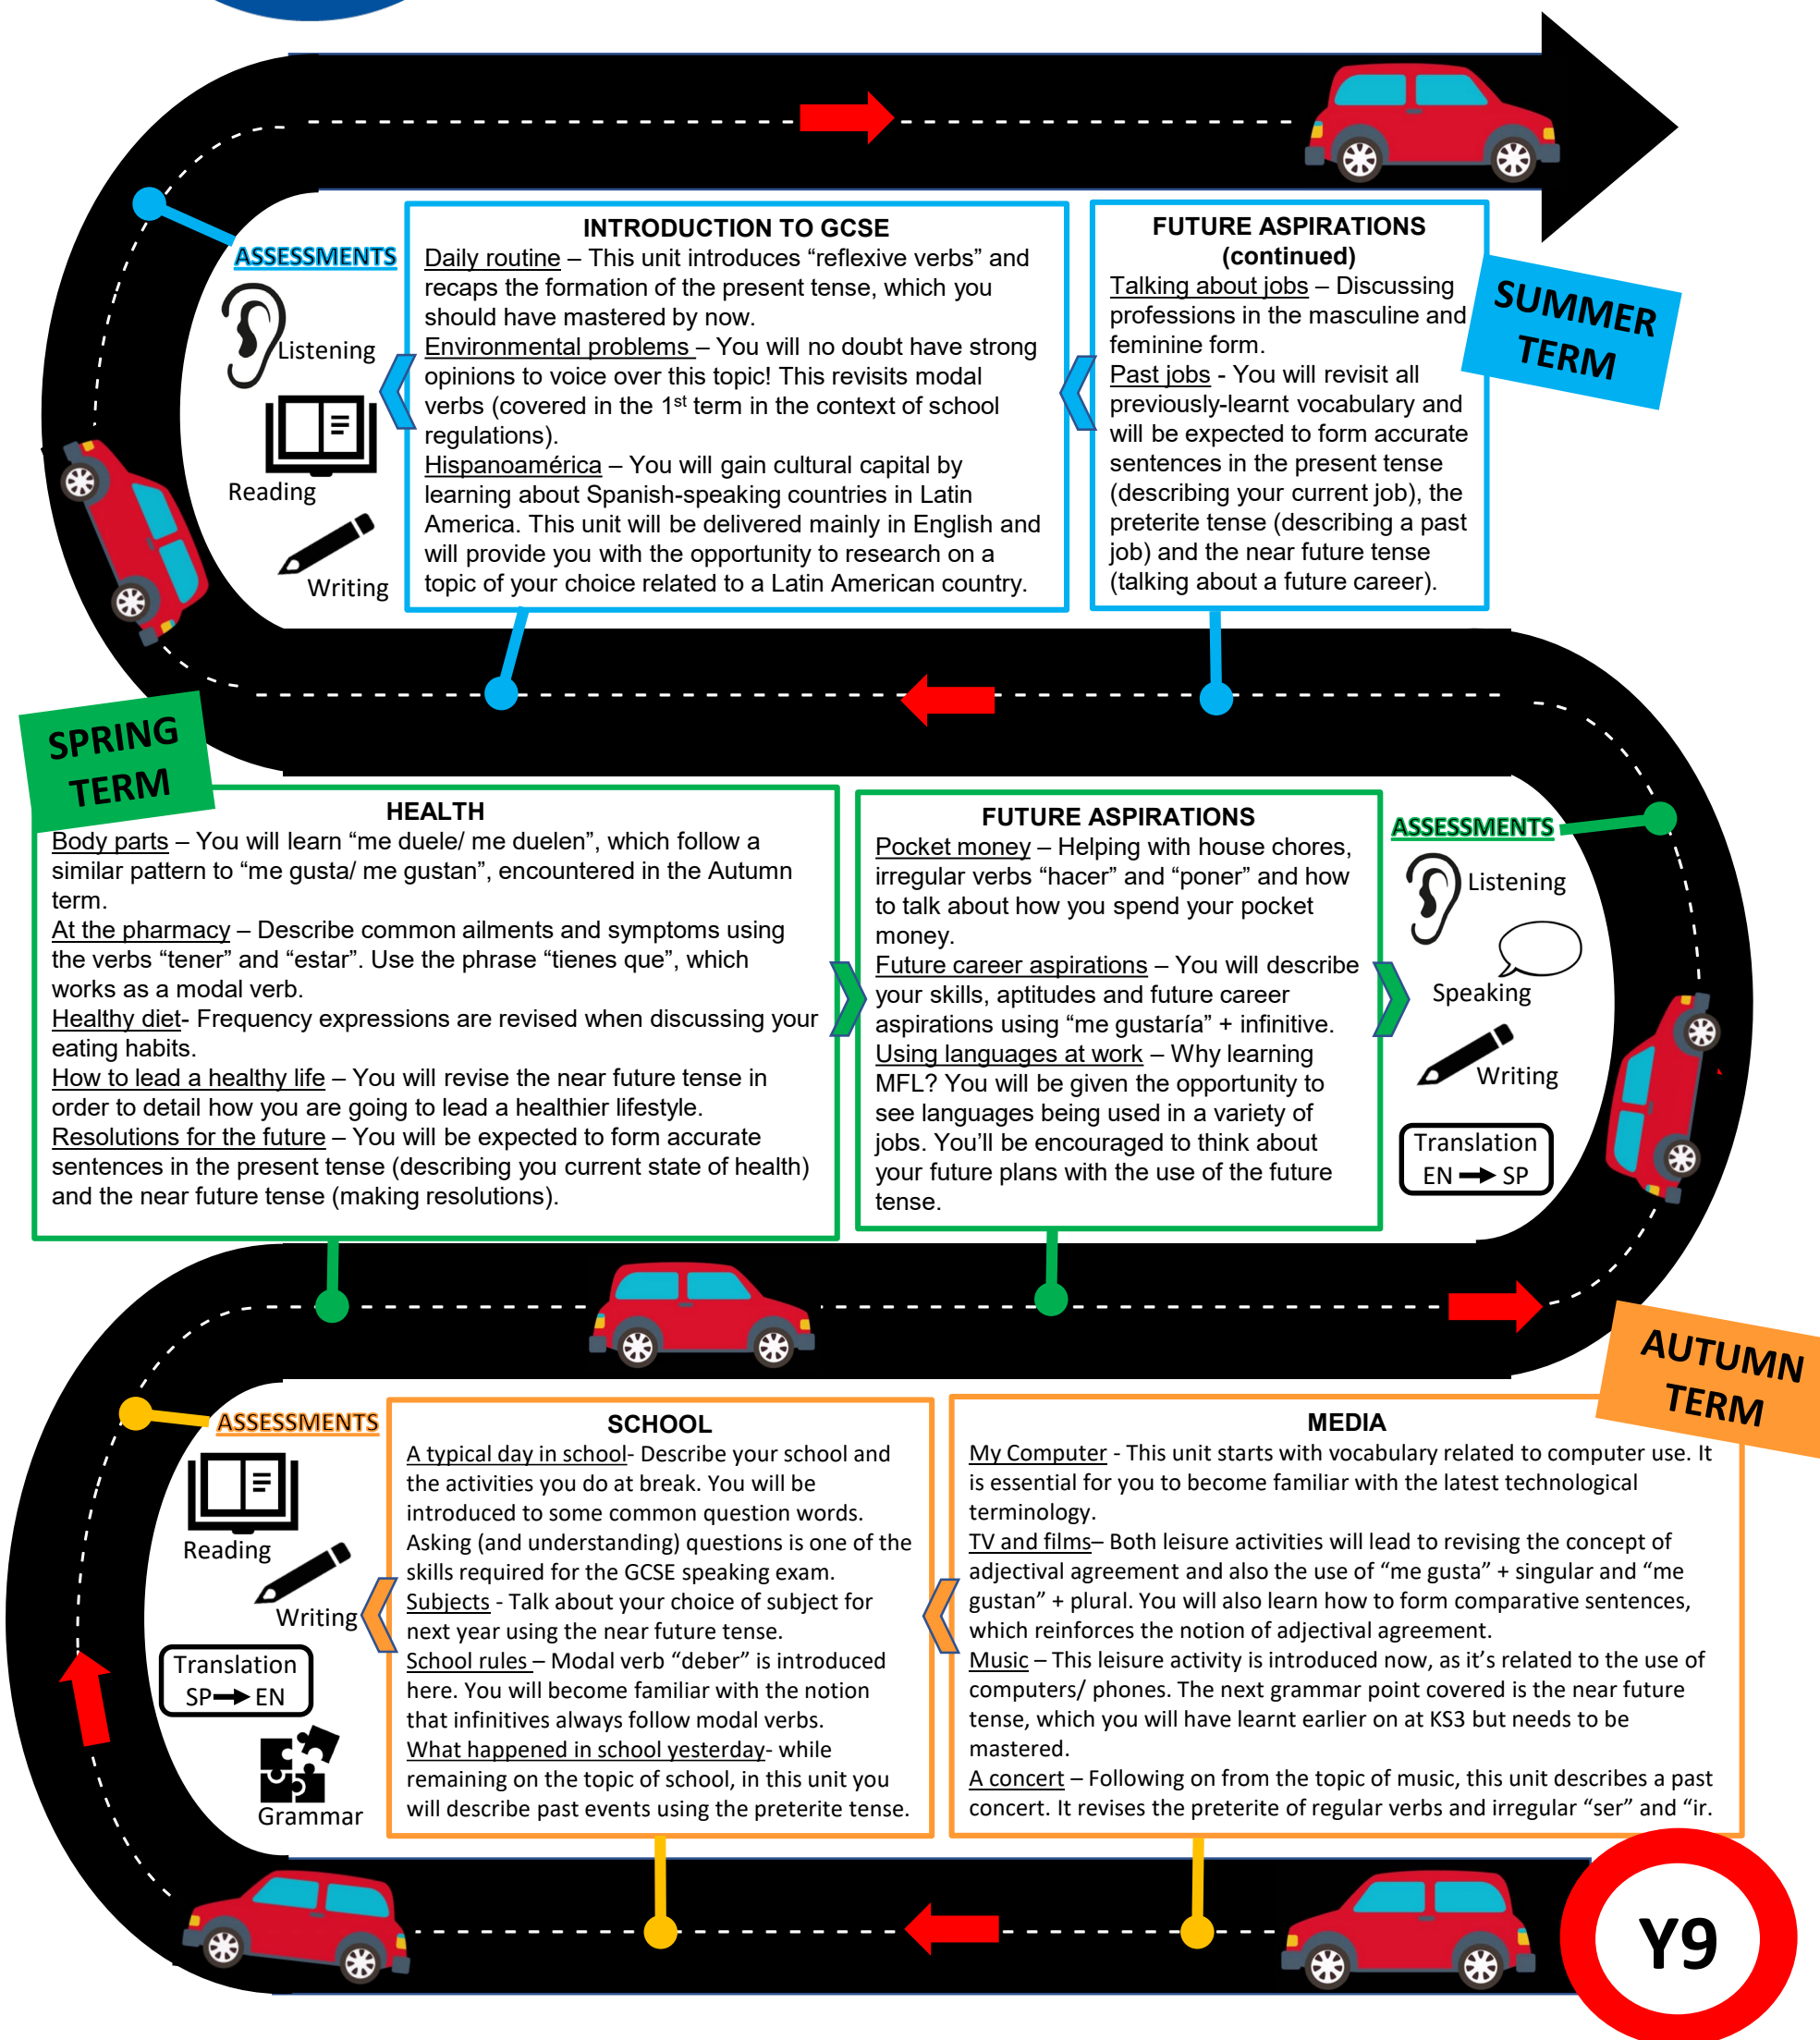 INTRODUCTION TO GCSE
Daily routine – This unit introduces “reflexive verbs” and
recaps the formation of the present tense, which you
should have mastered by now.
Environmental problems – You will no doubt have strong
opinions to voice over this topic! This revisits modal
verbs (covered in the 1st term in the context of school
regulations).
Hispanoamérica – You will gain cultural capital by
learning about Spanish-speaking countries in Latin
America. This unit will be delivered mainly in English and
will provide you with the opportunity to research on a
topic of your choice related to a Latin American country.
FUTURE ASPIRATIONS
(continued)
Talking about jobs – Discussing
professions in the masculine and
feminine form.
Past jobs - You will revisit all
previously-learnt vocabulary and
will be expected to form accurate
sentences in the present tense
(describing your current job), the
preterite tense (describing a past
job) and the near future tense
(talking about a future career).
SUMMER
TERM
ASSESSMENTS
Listening
Reading
Writing
SPRING
TERM
HEALTH
Body parts – You will learn “me duele/ me duelen”, which follow a
similar pattern to “me gusta/ me gustan”, encountered in the Autumn
term.
At the pharmacy – Describe common ailments and symptoms using
the verbs “tener” and “estar”. Use the phrase “tienes que”, which
works as a modal verb.
Healthy diet- Frequency expressions are revised when discussing your
eating habits.
How to lead a healthy life – You will revise the near future tense in
order to detail how you are going to lead a healthier lifestyle.
Resolutions for the future – You will be expected to form accurate
sentences in the present tense (describing you current state of health)
and the near future tense (making resolutions).
FUTURE ASPIRATIONS
Pocket money – Helping with house chores,
irregular verbs “hacer” and “poner” and how
to talk about how you spend your pocket
money.
Future career aspirations – You will describe
your skills, aptitudes and future career
aspirations using “me gustaría” + infinitive.
Using languages at work – Why learning
MFL? You will be given the opportunity to
see languages being used in a variety of
jobs. You’ll be encouraged to think about
your future plans with the use of the future
tense.
ASSESSMENTS
Listening
Speaking
Writing
Translation
EN SP
AUTUMN
TERM
ASSESSMENTS
Reading
Writing
Translation
SP EN
Grammar
SCHOOL
A typical day in school- Describe your school and
the activities you do at break. You will be
introduced to some common question words.
Asking (and understanding) questions is one of the
skills required for the GCSE speaking exam.
Subjects - Talk about your choice of subject for
next year using the near future tense.
School rules – Modal verb “deber” is introduced
here. You will become familiar with the notion
that infinitives always follow modal verbs.
What happened in school yesterday- while
remaining on the topic of school, in this unit you
will describe past events using the preterite tense.
MEDIA
My Computer - This unit starts with vocabulary related to computer use. It
is essential for you to become familiar with the latest technological
terminology.
TV and films– Both leisure activities will lead to revising the concept of
adjectival agreement and also the use of “me gusta” + singular and “me
gustan” + plural. You will also learn how to form comparative sentences,
which reinforces the notion of adjectival agreement.
Music – This leisure activity is introduced now, as it’s related to the use of
computers/ phones. The next grammar point covered is the near future
tense, which you will have learnt earlier on at KS3 but needs to be
mastered.
A concert – Following on from the topic of music, this unit describes a past
concert. It revises the preterite of regular verbs and irregular “ser” and “ir.
Y9